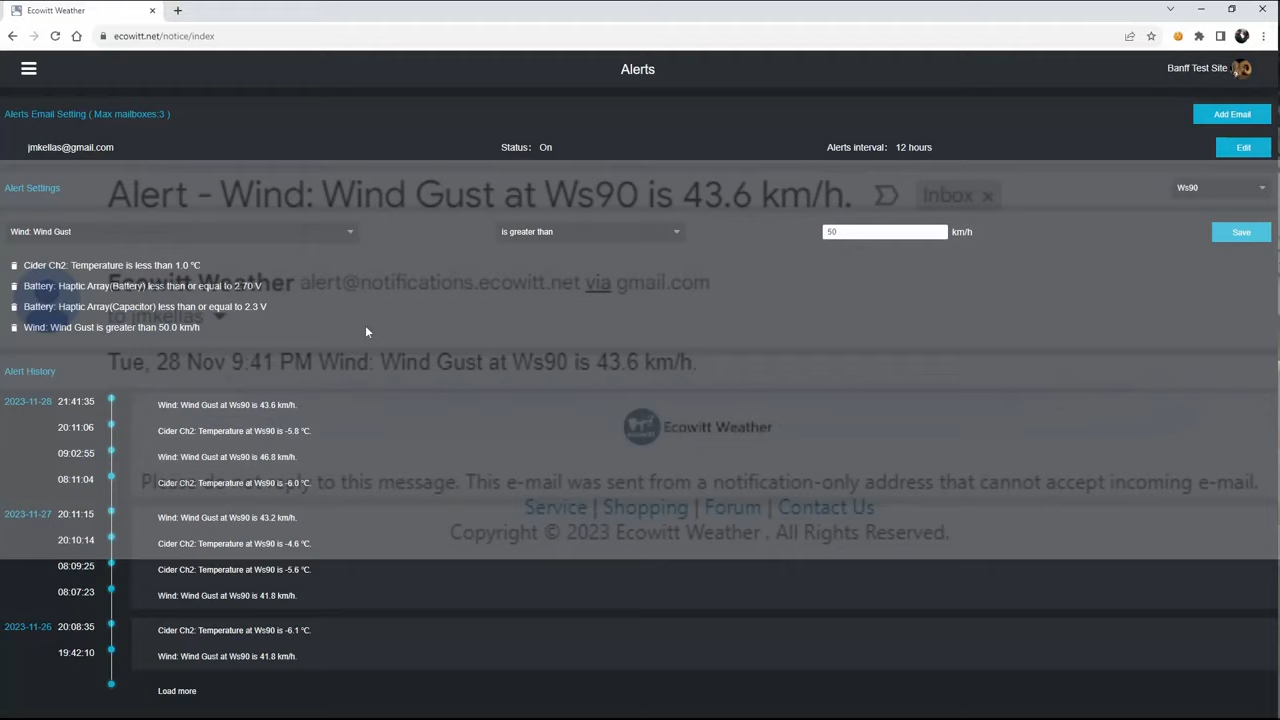 Ecowitt Weather
ecowitt.net/notice/index
Alerts
Banff Test Site
Alerts Email Setting ( Max mailboxes:3 )
Add Email
jmkellas@gmail.com
Status: On
Alerts interval: 12 hours
Edit
Alert Settings
Alert - Wind: Wind Gust at Ws90 is 43.6 km/h.
Inbox
Ws90
Wind: Wind Gust
is greater than
50
km/h
Save
Cider Ch2: Temperature is less than 1.0 ℃
Ecowitt Weather alert@notifications.ecowitt.net via gmail.com
Battery: Haptic Array(Battery) less than or equal to 2.70 V
Battery: Haptic Array(Capacitor) less than or equal to 2.3 V
to jmkellas
Wind: Wind Gust is greater than 50.0 km/h
Tue, 28 Nov 9:41 PM Wind: Wind Gust at Ws90 is 43.6 km/h.
Alert History
2023-11-28 21:41:35 Wind: Wind Gust at Ws90 is 43.6 km/h.
20:11:06 Cider Ch2: Temperature at Ws90 is -5.8 ℃.
ECOWITT Ecowitt Weather
09:02:55 Wind: Wind Gust at Ws90 is 46.8 km/h.
08:11:04 Cider Ch2: Temperature at Ws90 is -6.0 ℃.
Please do not reply to this message. This e-mail was sent from a notification-only address that cannot accept incoming e-mail.
Service | Shopping | Forum | Contact Us
2023-11-27 20:11:15 Wind: Wind Gust at Ws90 is 43.2 km/h.
Copyright © 2023 Ecowitt Weather . All Rights Reserved.
20:10:14 Cider Ch2: Temperature at Ws90 is -4.6 ℃.
08:09:25 Cider Ch2: Temperature at Ws90 is -5.6 ℃.
08:07:23 Wind: Wind Gust at Ws90 is 41.8 km/h.
2023-11-26 20:08:35 Cider Ch2: Temperature at Ws90 is -6.1 ℃.
19:42:10 Wind: Wind Gust at Ws90 is 41.8 km/h.
Load more